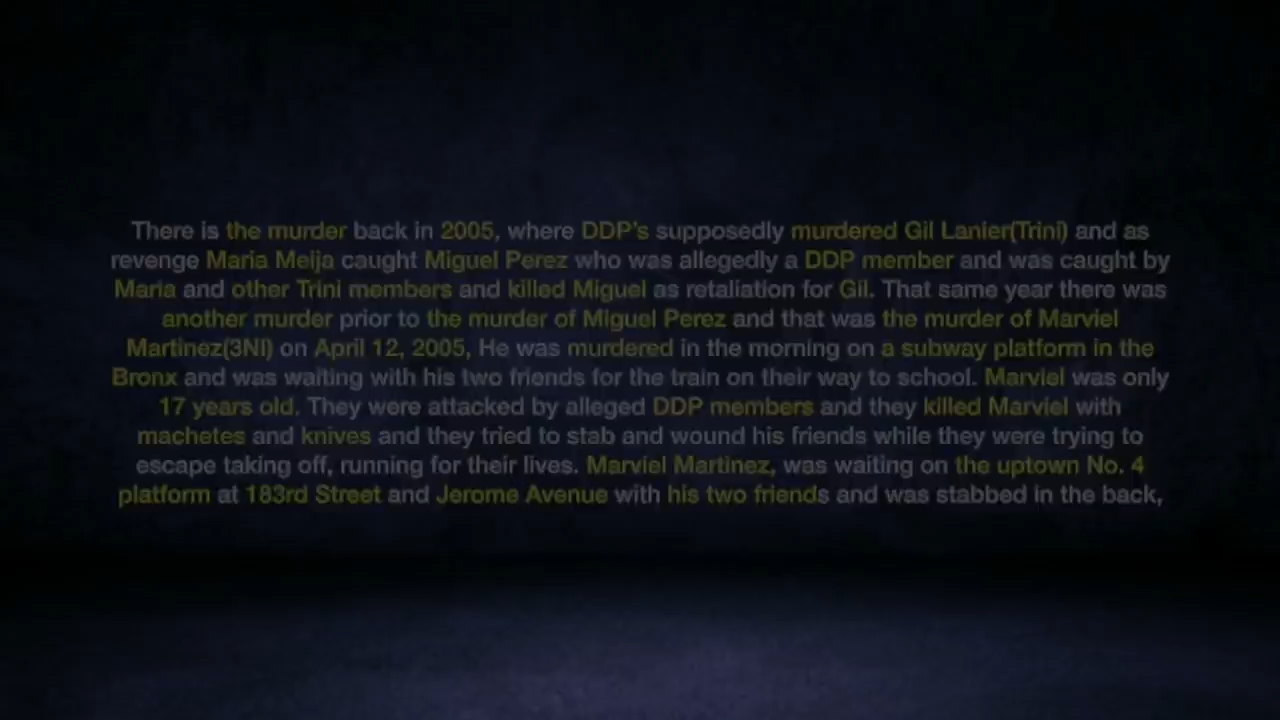 There is the murder back in 2005, where DDP's supposedly murdered Gil Lanier(Trini) and as
revenge Maria Meija caught Miguel Perez who was allegedly a DDP member and was caught by
Maria and other Trini members and killed Miguel as retaliation for Gil. That same year there was
another murder prior to the murder of Miguel Perez and that was the murder of Marviel
Martinez(3NI) on April 12, 2005, He was murdered in the morning on a subway platform in the
Bronx and was waiting with his two friends for the train on their way to school. Marviel was only
17 years old. They were attacked by alleged DDP members and they killed Marviel with
machetes and knives and they tried to stab and wound his friends while they were trying to
escape taking off, running for their lives. Marviel Martinez, was waiting on the uptown No. 4
platform at 183rd Street and Jerome Avenue with his two friends and was stabbed in the back,